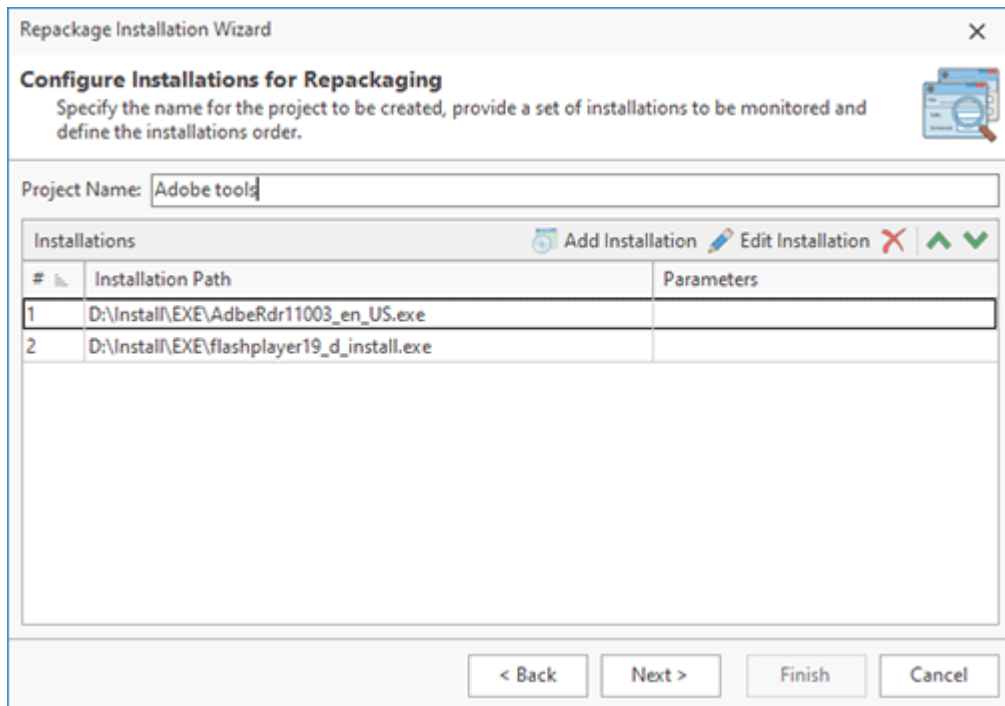 Repackage Installation Wizard
Configure Installations for Repackaging
Specify the name for the project to be created, provide a set of installations to be monitored and
define the installations order.
Project Name: Adobe tools
Installations Add Installation Edit Installation
# Installation Path Parameters
1 D:\Install\EXE\AdbeRdr11003_en_US.exe
2 D:\Install\EXE\flashplayer19_d_install.exe
< Back Next > Finish Cancel